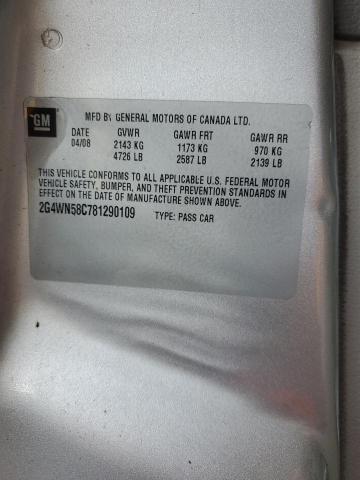 GM
MFD BY GENERAL MOTORS OF CANADA LTD.
DATE GVWR GAWR FRT GAWR RR
04/08 2143 KG 1173 KG 970 KG
4726 LB 2587 LB 2139 LB
THIS VEHICLE CONFORMS TO ALL APPLICABLE U.S. FEDERAL MOTOR
VEHICLE SAFETY, BUMPER, AND THEFT PREVENTION STANDARDS IN
EFFECT ON THE DATE OF MANUFACTURE SHOWN ABOVE.
2G4WN58C781290109 TYPE: PASS CAR